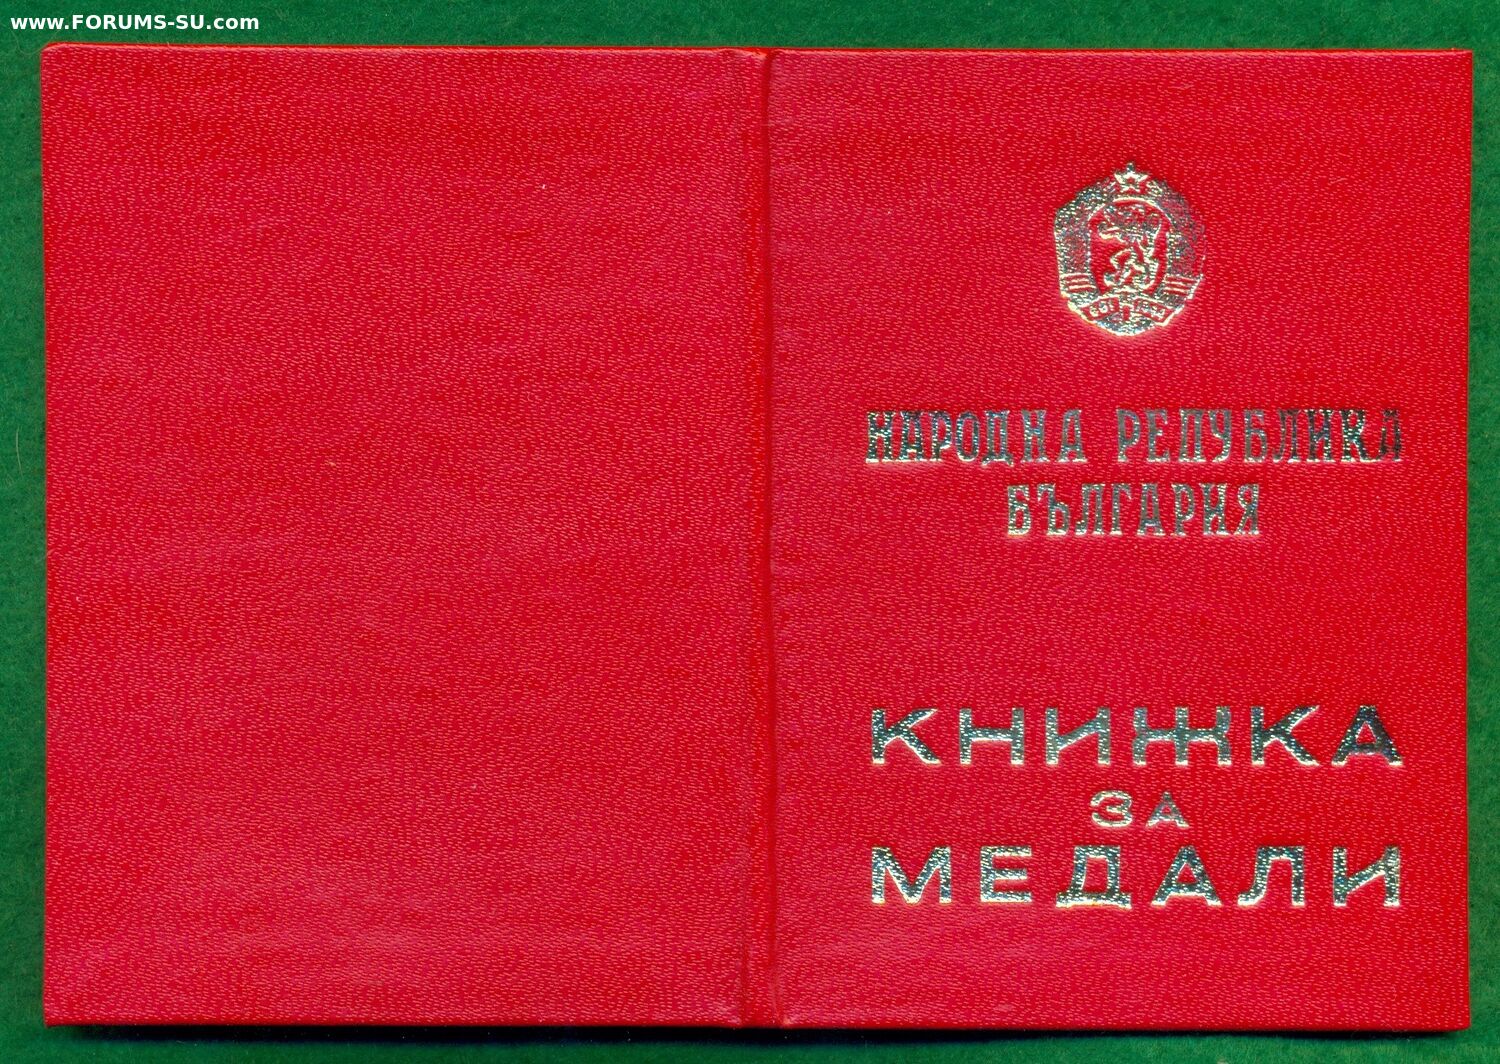 www.FORUMS-SU.com
НАРОДНА РЕПУБЛИКА
БЪЛГАРИЯ
КНИЖКА
ЗА
МЕДАЛИ